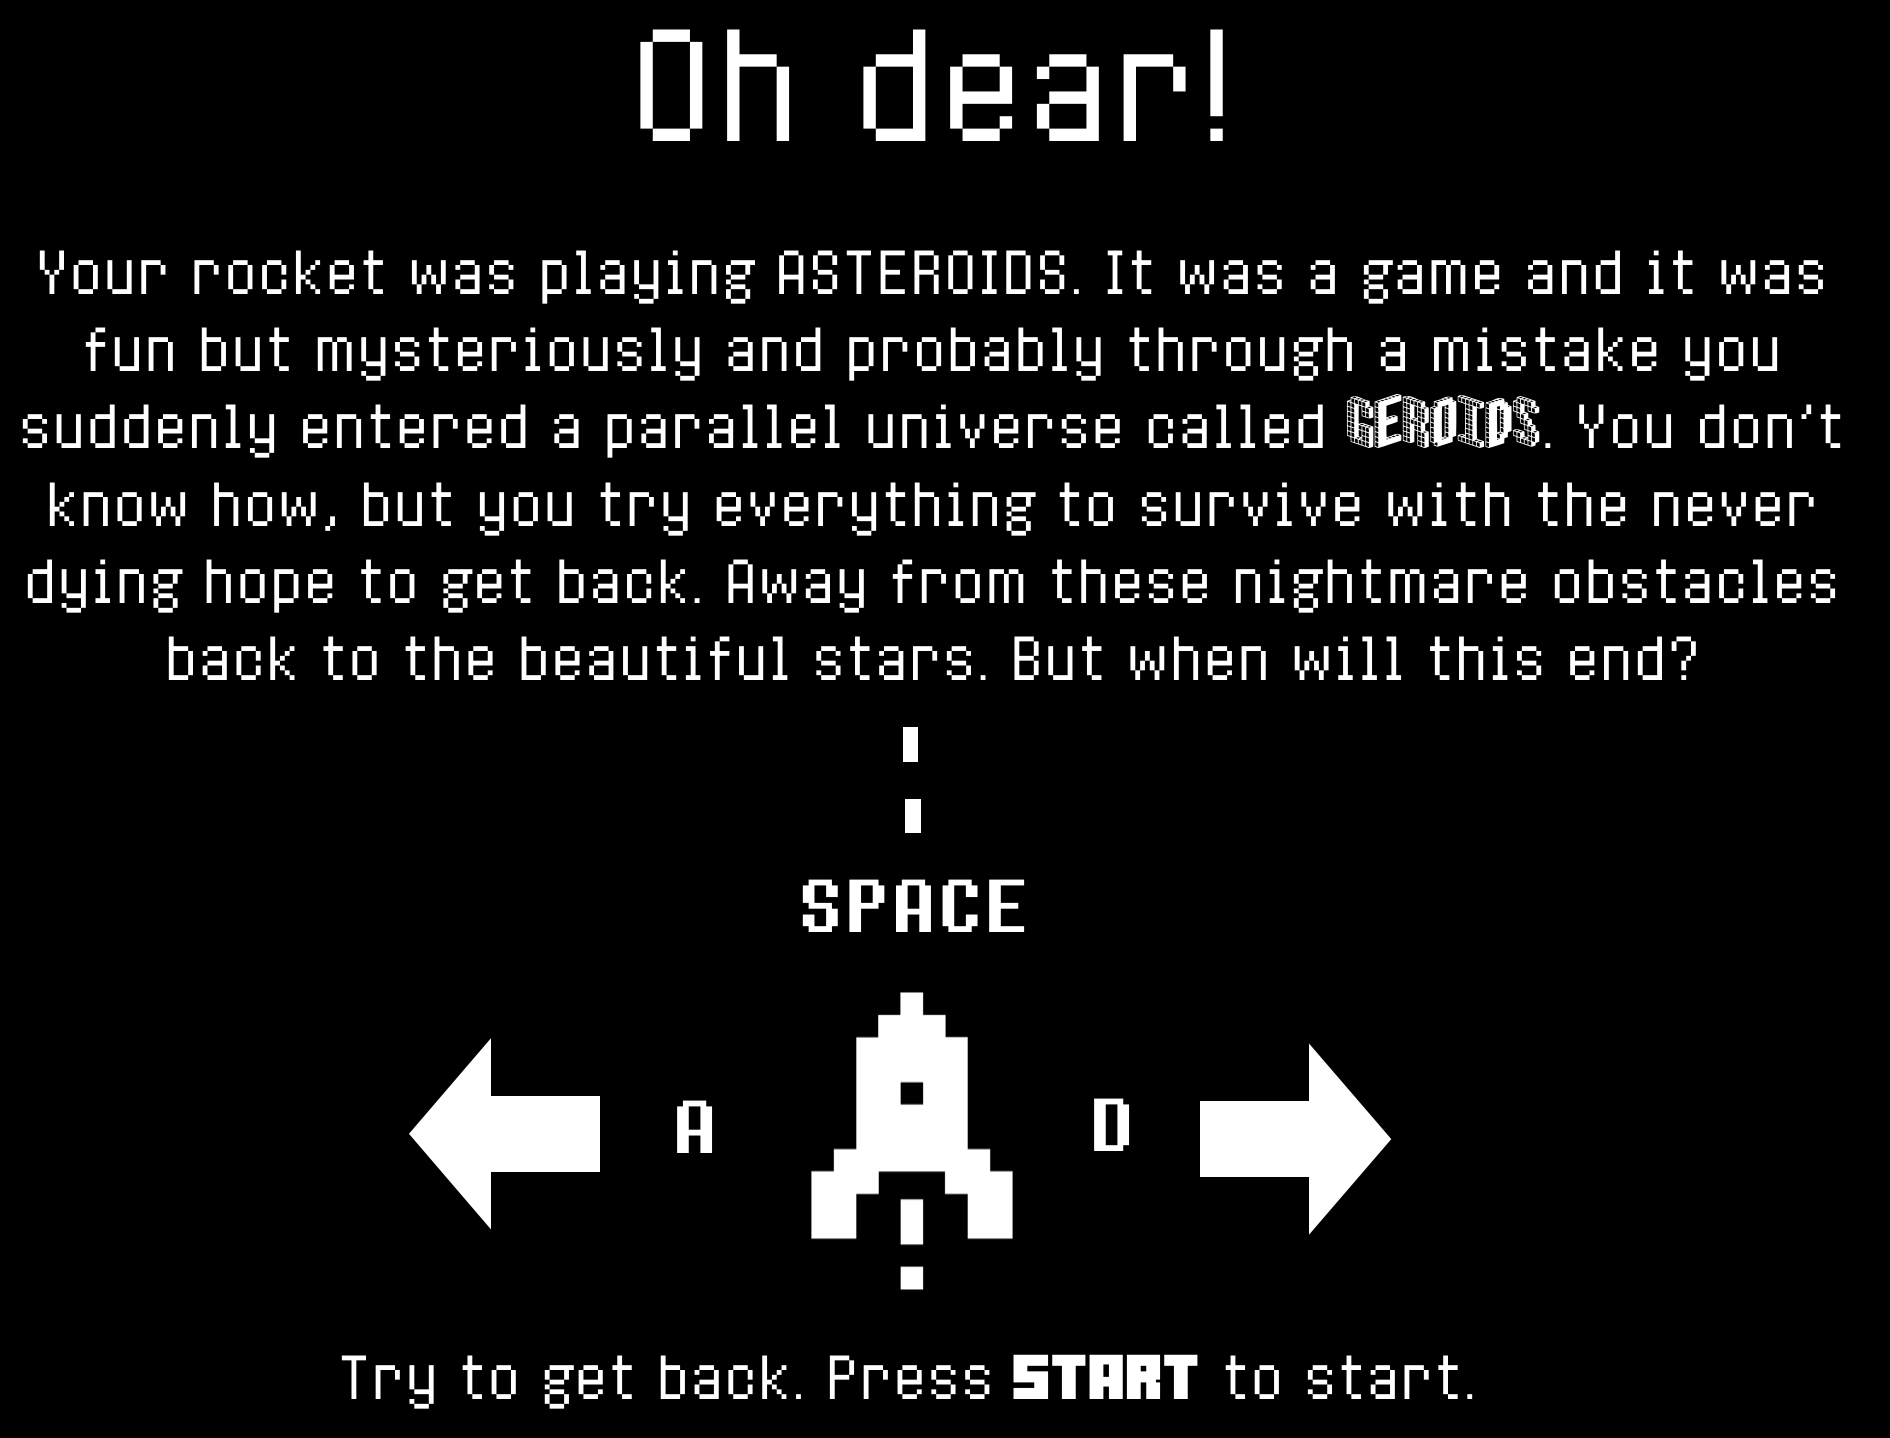 Oh dear!
Your rocket was playing ASTEROIDS. It was a game and it was
fun but mysteriously and probably through a mistake you
suddenly entered a parallel universe called CEROIDS. You don't
know how, but you try everything to survive with the never
dying hope to get back. Away from these nightmare obstacles
back to the beautiful stars. But when will this end?
SPACE
A D
Try to get back. Press START to start.